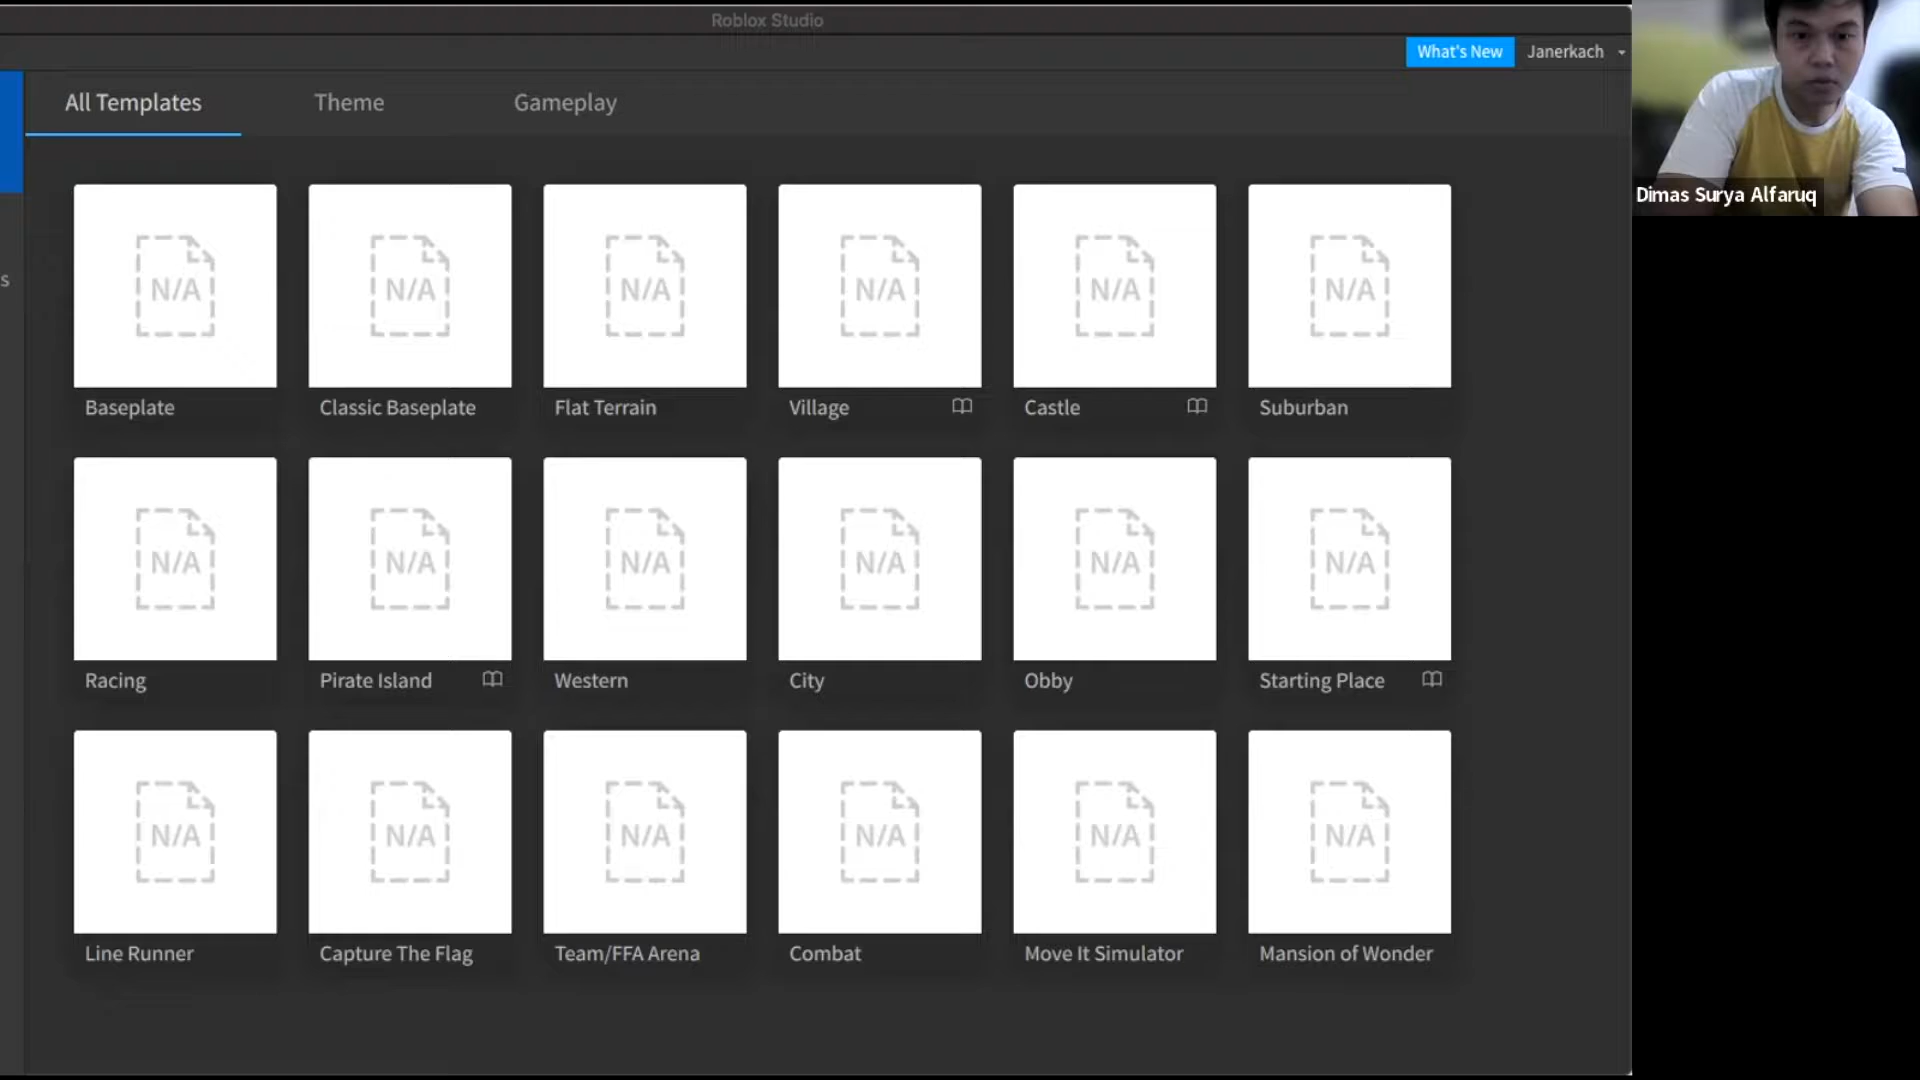 Roblox Studio
What's New
Janerkach
All Templates
Theme
Gameplay
s
N/A
N/A
N/A
N/A
N/A
N/A
Baseplate
Classic Baseplate
Flat Terrain
Village
Castle
Suburban
N/A
N/A
N/A
N/A
N/A
N/A
Racing
Pirate Island
Western
City
Obby
Starting Place
N/A
N/A
N/A
N/A
N/A
N/A
Line Runner
Capture The Flag
Team/FFA Arena
Combat
Move It Simulator
Mansion of Wonder
Dimas Surya Alfaruq